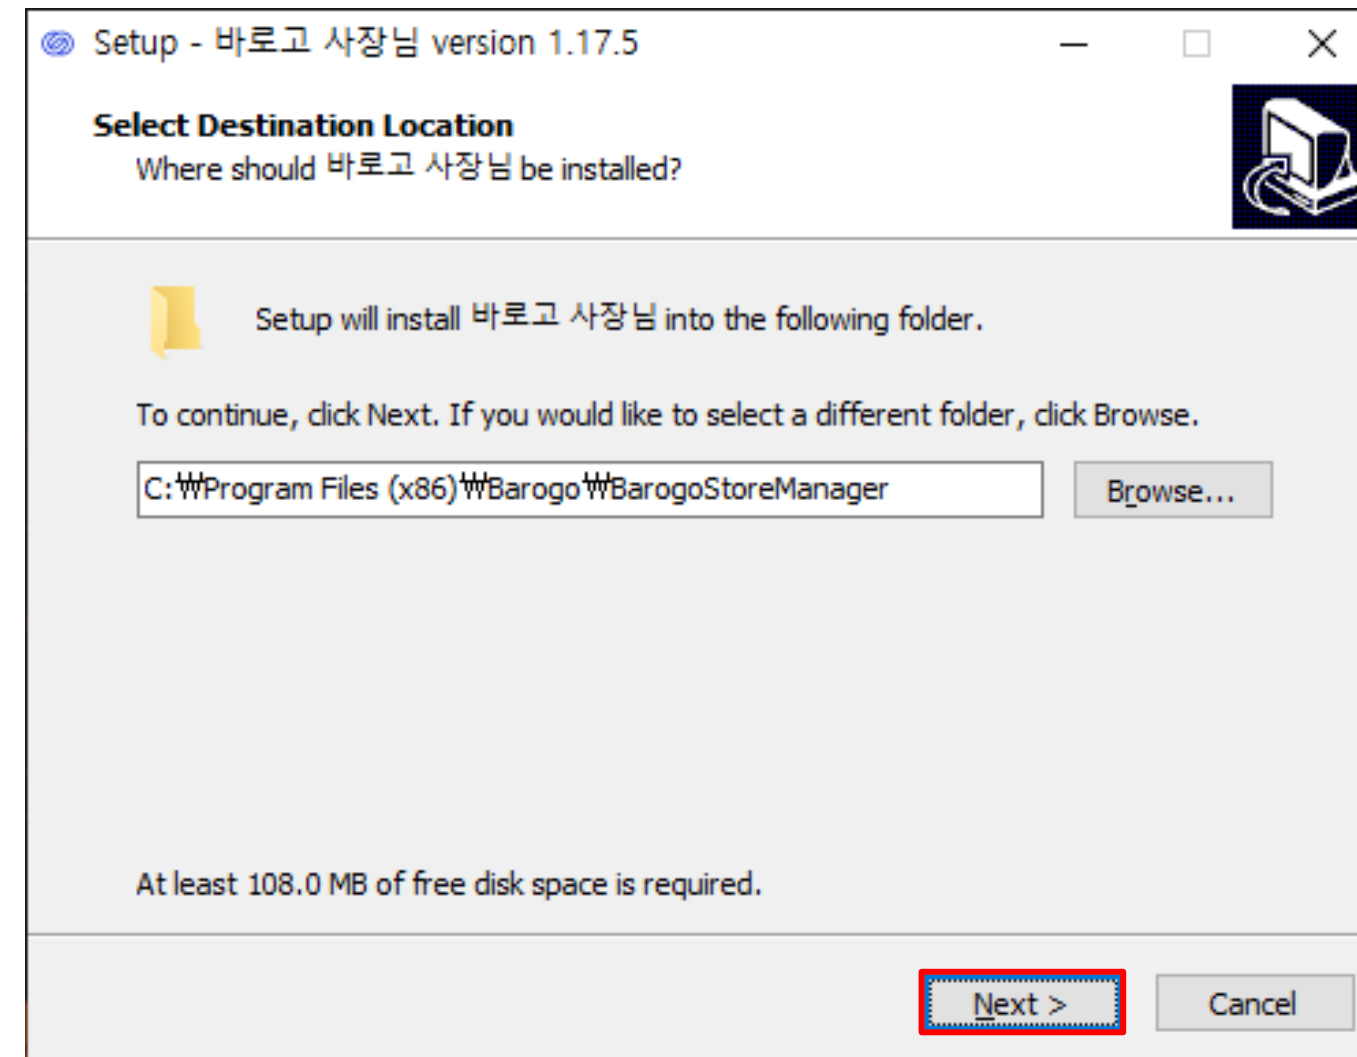 Setup - 바로고 사장님 version 1.17.5
Select Destination Location
Where should 바로고 사장님 be installed?
Setup will install 바로고 사장님 into the following folder.
To continue, click Next. If you would like to select a different folder, click Browse.
C:₩Program Files (x86)₩Barogo₩BarogoStoreManager
Browse...
At least 108.0 MB of free disk space is required.
Next >
Cancel